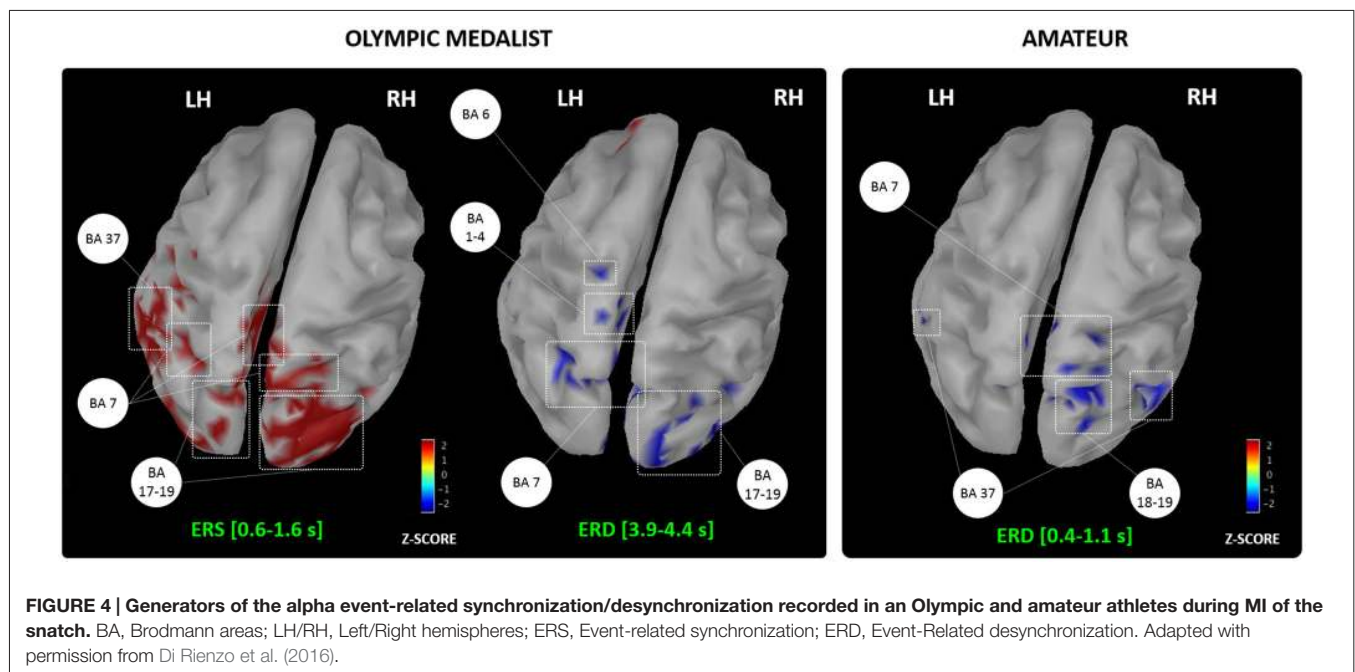 OLYMPIC MEDALIST
AMATEUR
LH
RH
BA 37
BA 7
BA
17-19
ERS [0.6-1.6 s]
2
1
0
-1
-2
Z-SCORE
LH
RH
BA 6
BA
1-4
BA 7
BA
17-19
ERD [3.9-4.4 s]
LH
RH
BA 7
BA 37
BA
18-19
ERD [0.4-1.1 s]
2
1
0
-1
-2
Z-SCORE
FIGURE 4 | Generators of the alpha event-related synchronization/desynchronization recorded in an Olympic and amateur athletes during MI of the
snatch. BA, Brodmann areas; LH/RH, Left/Right hemispheres; ERS, Event-related synchronization; ERD, Event-Related desynchronization. Adapted with
permission from Di Rienzo et al. (2016).